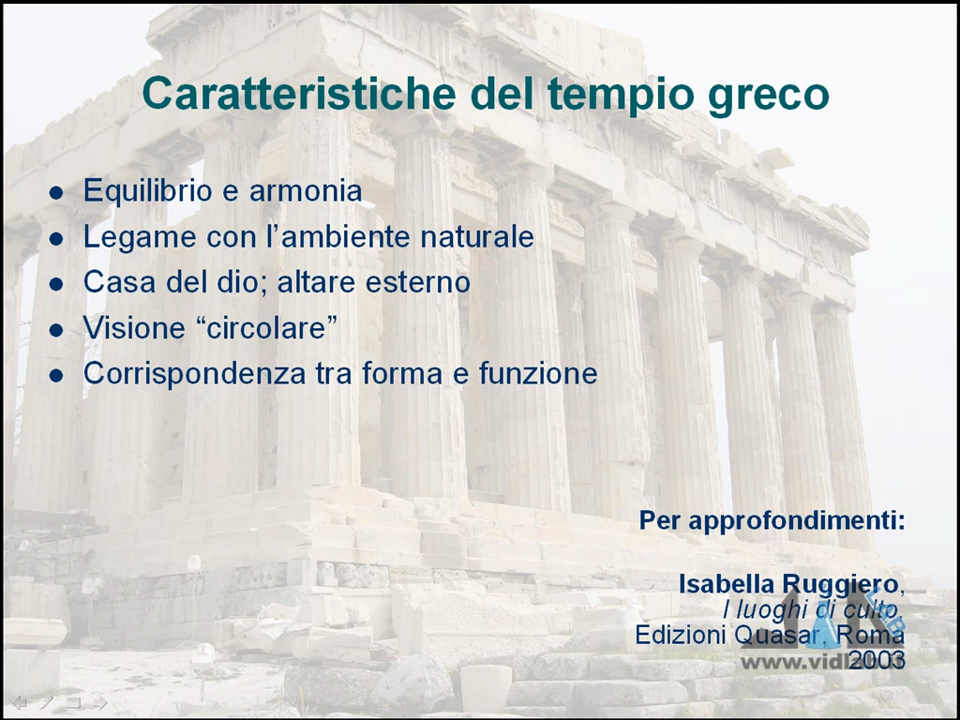 Caratteristiche del tempio greco
● Equilibrio e armonia
● Legame con l’ambiente naturale
● Casa del dio; altare esterno
● Visione “circolare”
● Corrispondenza tra forma e funzione
Per approfondimenti:
Isabella Ruggiero,
I luoghi di culto,
Edizioni Quasar, Roma
2003
LAB